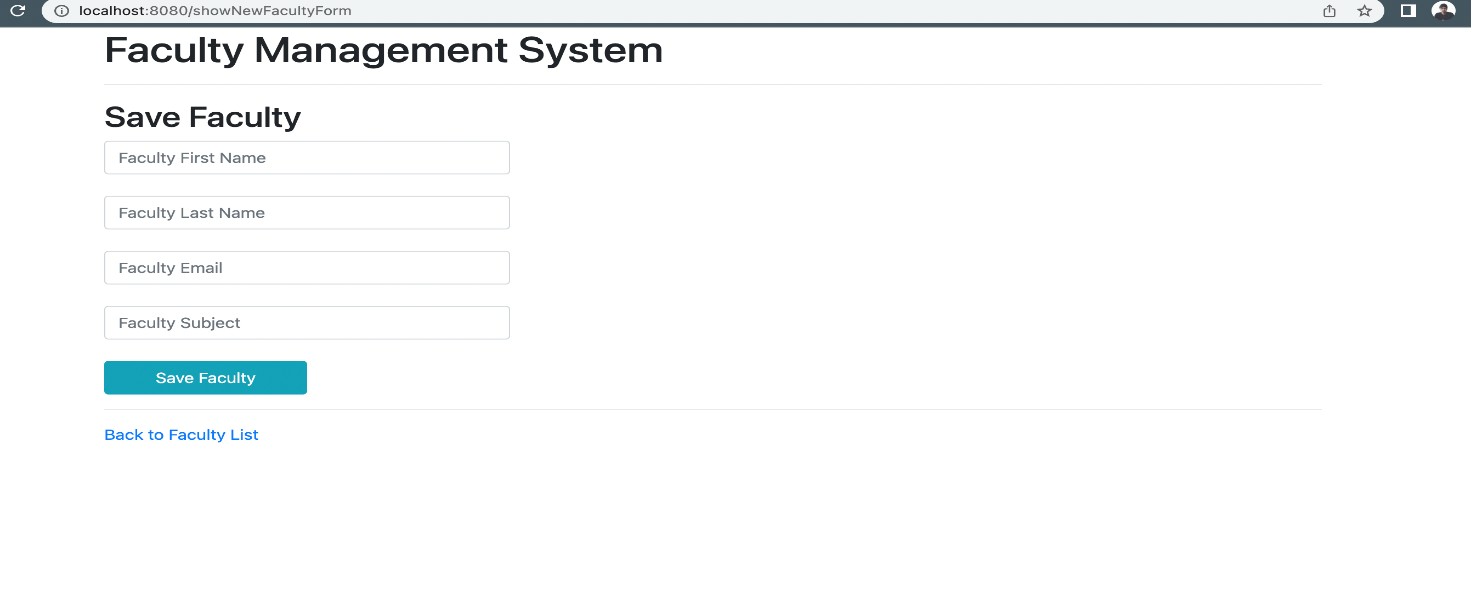 localhost:8080/showNewFacultyForm
Faculty Management System
Save Faculty
Faculty First Name
Faculty Last Name
Faculty Email
Faculty Subject
Save Faculty
Back to Faculty List